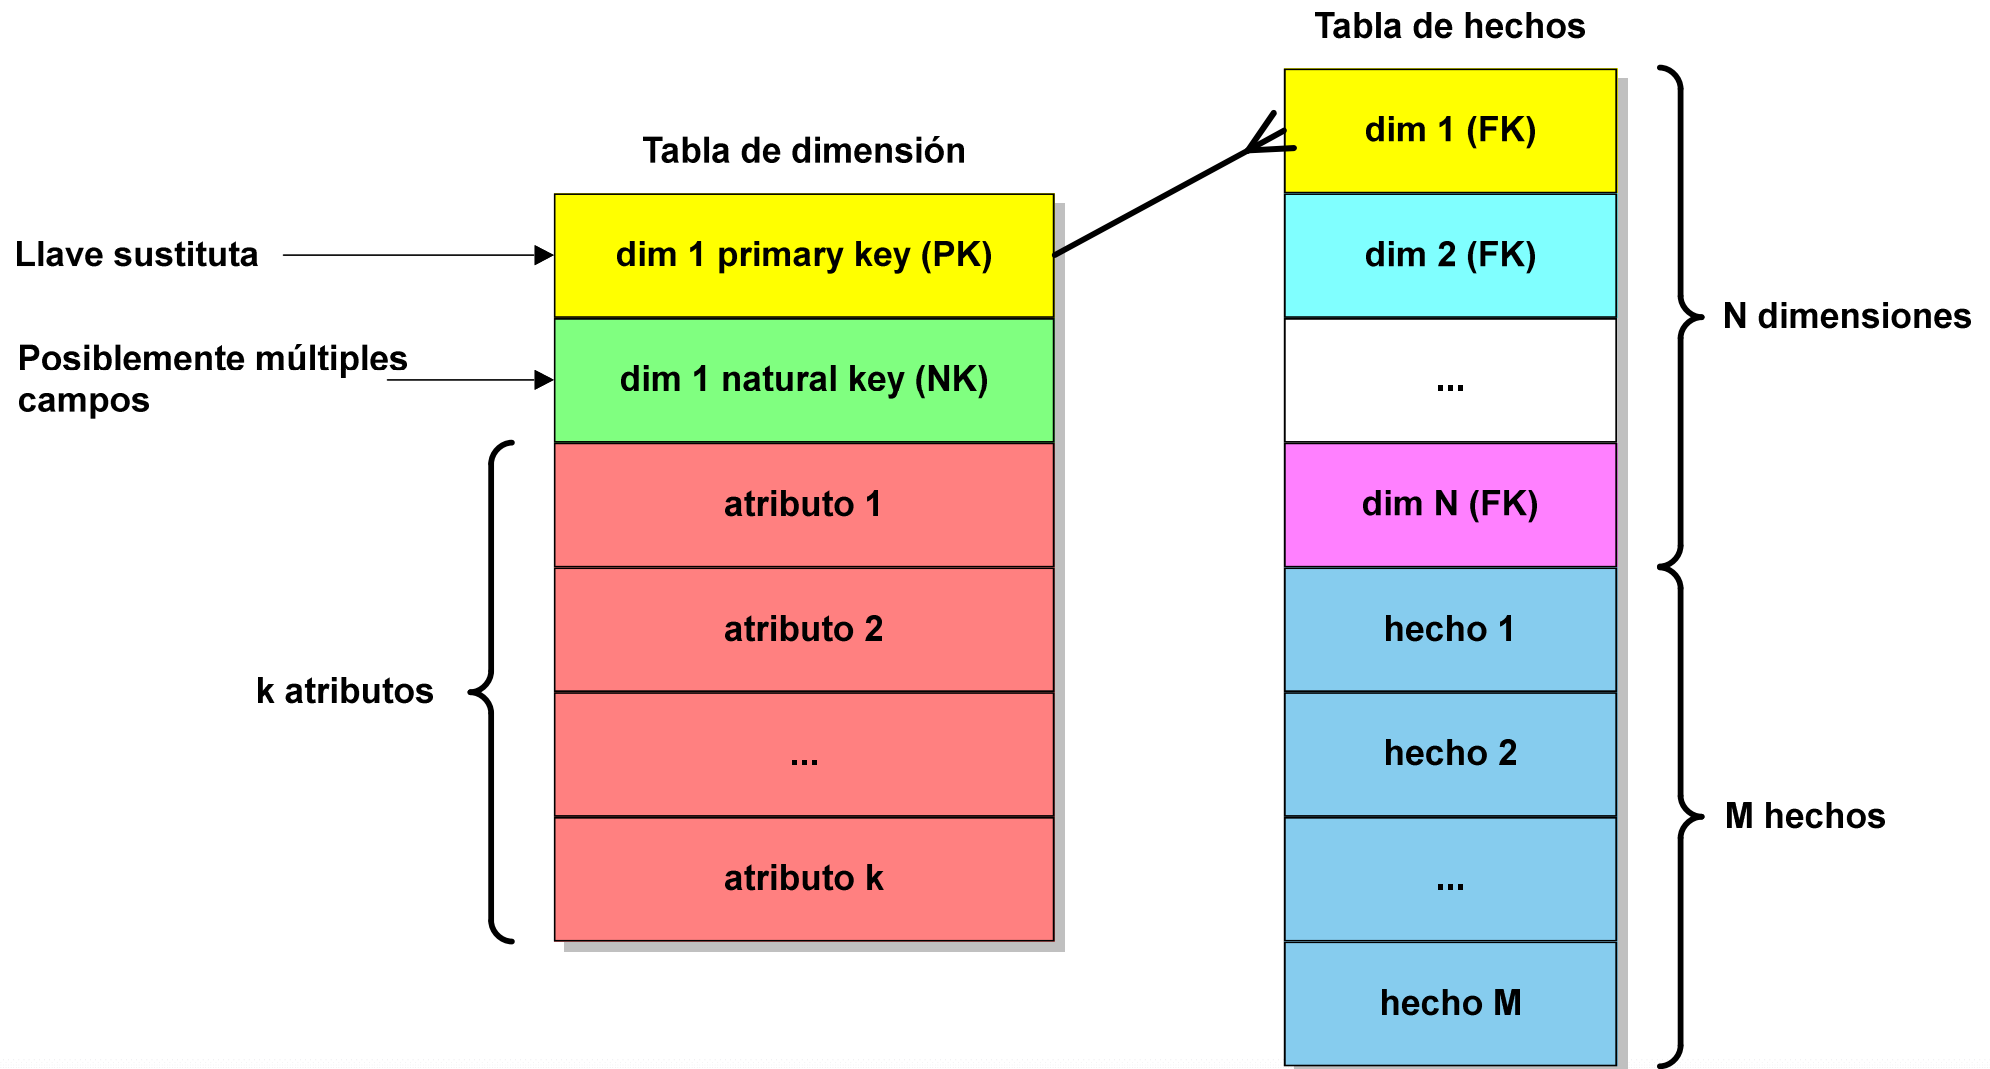 Tabla de hechos
Tabla de dimensión
Llave sustituta
dim 1 primary key (PK)
Posiblemente múltiples
campos
dim 1 natural key (NK)
k atributos
atributo 1
atributo 2
...
atributo k
dim 1 (FK)
dim 2 (FK)
...
dim N (FK)
N dimensiones
hecho 1
hecho 2
...
hecho M
M hechos